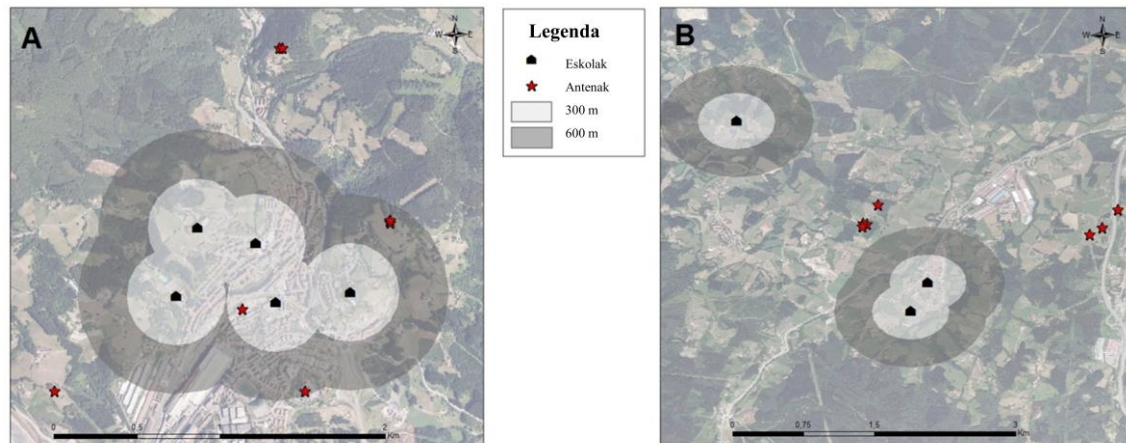 A
N
W E
S
0 0,5 1 2
Km
Legenda
Eskolak
Antenak
300 m
600 m
B
N
W E
S
0 0,75 1,5 3
Km